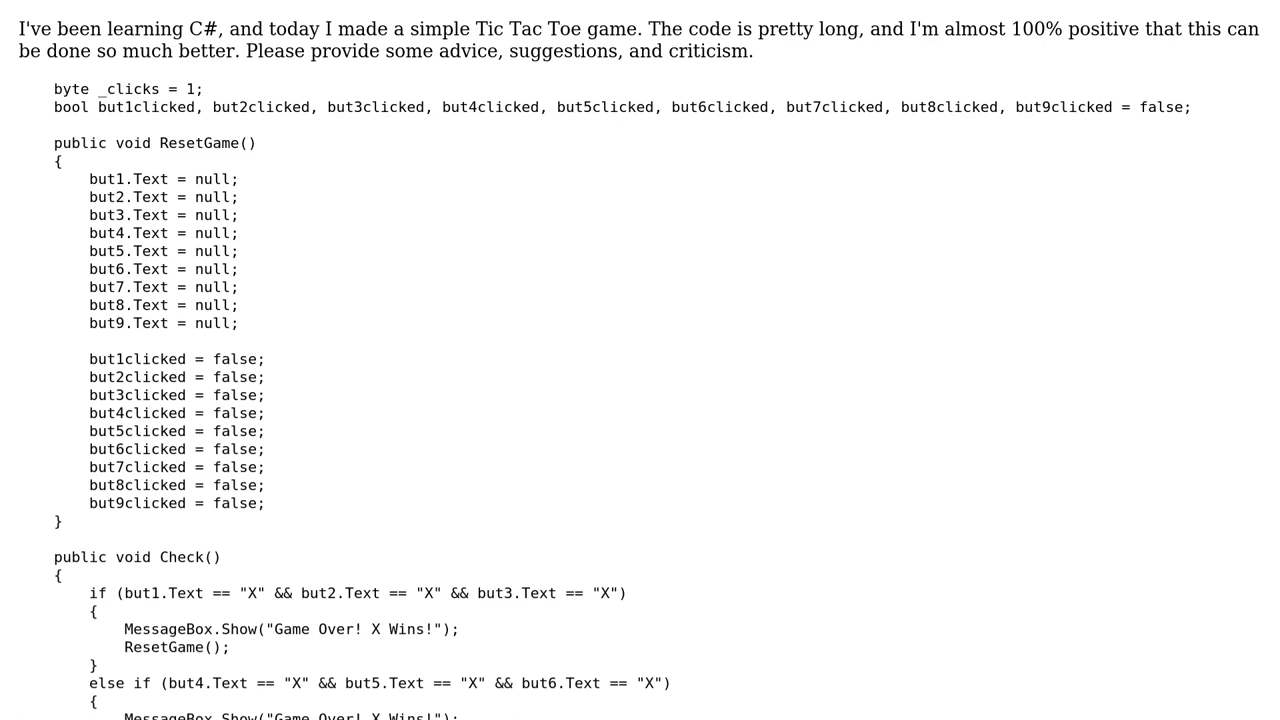 I've been learning C#, and today I made a simple Tic Tac Toe game. The code is pretty long, and I'm almost 100% positive that this can
be done so much better. Please provide some advice, suggestions, and criticism.
byte _clicks = 1;
bool but1clicked, but2clicked, but3clicked, but4clicked, but5clicked, but6clicked, but7clicked, but8clicked, but9clicked = false;
public void ResetGame()
{
but1.Text = null;
but2.Text = null;
but3.Text = null;
but4.Text = null;
but5.Text = null;
but6.Text = null;
but7.Text = null;
but8.Text = null;
but9.Text = null;
but1clicked = false;
but2clicked = false;
but3clicked = false;
but4clicked = false;
but5clicked = false;
but6clicked = false;
but7clicked = false;
but8clicked = false;
but9clicked = false;
}
public void Check()
{
if (but1.Text == "X" && but2.Text == "X" && but3.Text == "X")
{
MessageBox.Show("Game Over! X Wins!");
ResetGame();
}
else if (but4.Text == "X" && but5.Text == "X" && but6.Text == "X")
{
MessageBox.Show("Game Over! X Wins!");